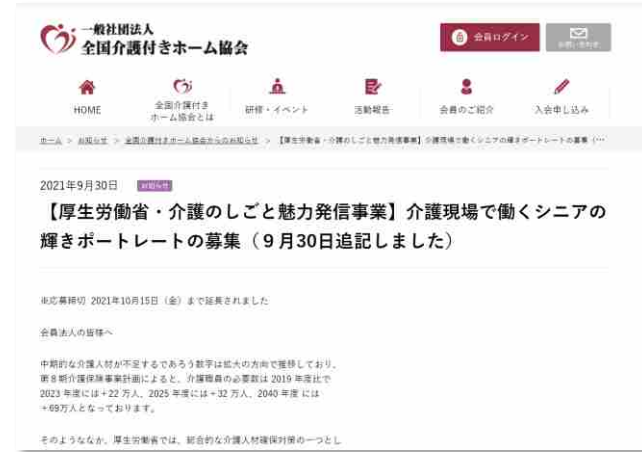 一般社団法人
全国介護付きホーム協会
会員ログイン
お問い合わせ
HOME
全国介護付き
ホーム協会とは
研修・イベント
活動報告
会員のご紹介
入会申し込み
ホーム > お知らせ > 全国介護付きホーム協会からのお知らせ > 【厚生労働省・介護のしごと魅力発信事業】介護現場で働くシニアの輝きポートレートの募集（…
2021年9月30日 お知らせ
【厚生労働省・介護のしごと魅力発信事業】介護現場で働くシニアの
輝きポートレートの募集（９月30日追記しました）
※応募締切 2021年10月15日（金）まで延長されました
会員法人の皆様へ
中期的な介護人材が不足するであろう数字は拡大の方向で推移しており、
第８期介護保険事業計画によると、介護職員の必要数は 2019 年度比で
2023 年度には＋22 万人、2025 年度には＋32 万人、2040 年度 には
＋69万人となっております。
そのようななか、厚生労働省では、総合的な介護人材確保対策の一つとし